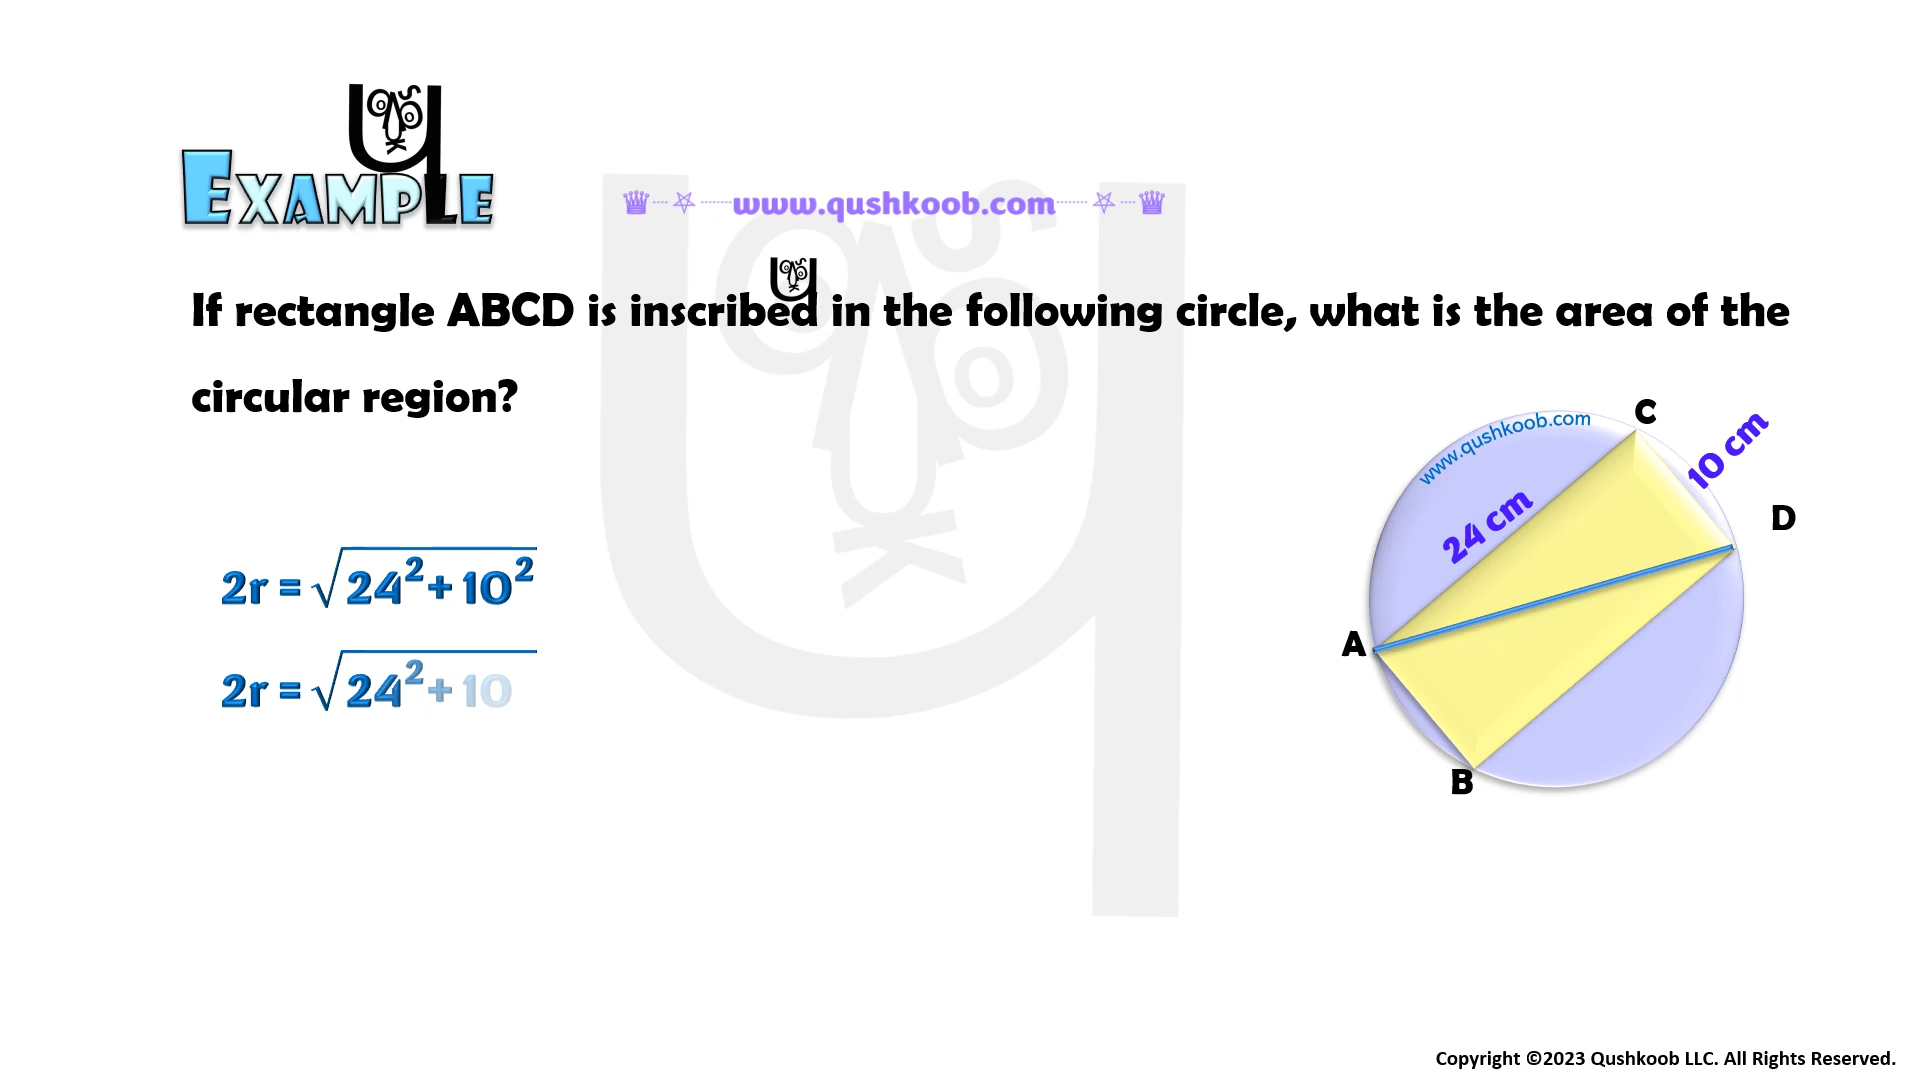 EXAMPLE
www.qushkoob.com
If rectangle ABCD is inscribed in the following circle, what is the area of the
circular region?
C
www.qushkoob.com
10 cm
24 cm
D
2r = √24² + 10²
A
2r = √24² + 10
B
Copyright ©2023 Qushkoob LLC. All Rights Reserved.